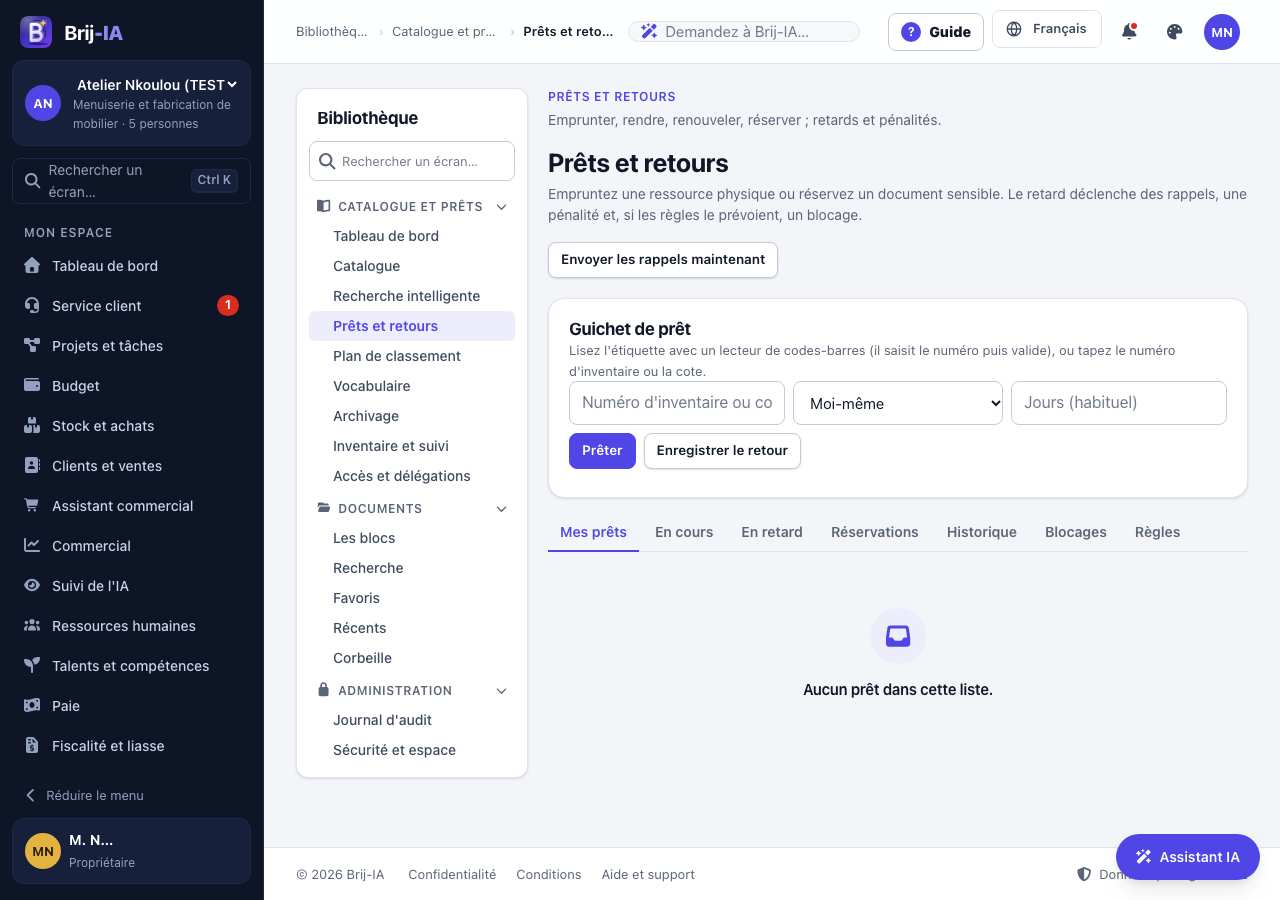 Brij-IA
AN
Atelier Nkoulou (TEST
Menuiserie et fabrication de
mobilier · 5 personnes
Rechercher un
écran...
Ctrl K
MON ESPACE
Tableau de bord
Service client
1
Projets et tâches
Budget
Stock et achats
Clients et ventes
Assistant commercial
Commercial
Suivi de l'IA
Ressources humaines
Talents et compétences
Paie
Fiscalité et liasse
Réduire le menu
MN
M. N...
Propriétaire
Bibliothèq...
Catalogue et pr...
Prêts et reto...
Demandez à Brij-IA...
?
Guide
Français
MN
Bibliothèque
Rechercher un écran...
CATALOGUE ET PRÊTS
Tableau de bord
Catalogue
Recherche intelligente
Prêts et retours
Plan de classement
Vocabulaire
Archivage
Inventaire et suivi
Accès et délégations
DOCUMENTS
Les blocs
Recherche
Favoris
Récents
Corbeille
ADMINISTRATION
Journal d'audit
Sécurité et espace
PRÊTS ET RETOURS
Emprunter, rendre, renouveler, réserver ; retards et pénalités.
Prêts et retours
Empruntez une ressource physique ou réservez un document sensible. Le retard déclenche des rappels, une
pénalité et, si les règles le prévoient, un blocage.
Envoyer les rappels maintenant
Guichet de prêt
Lisez l'étiquette avec un lecteur de codes-barres (il saisit le numéro puis valide), ou tapez le numéro
d'inventaire ou la cote.
Numéro d'inventaire ou co
Moi-même
Jours (habituel)
Prêter
Enregistrer le retour
Mes prêts
En cours
En retard
Réservations
Historique
Blocages
Règles
Aucun prêt dans cette liste.
© 2026 Brij-IA
Confidentialité
Conditions
Aide et support
Assistant IA